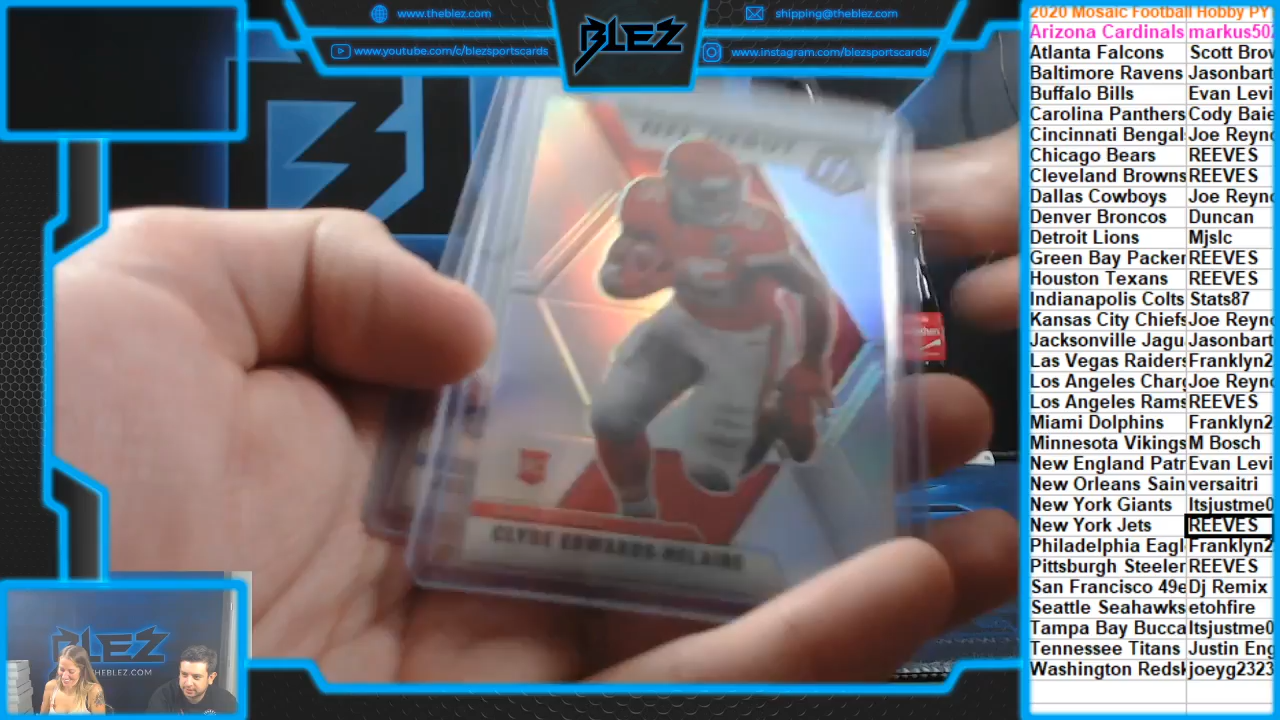 www.theblez.com
shipping@theblez.com
BLEZ
www.youtube.com/c/blezsportscards
www.instagram.com/blezsportscards/
NFL DEBUT
RC
CLYDE EDWARDS-HELAIRE
BLEZ
THEBLEZ.COM
2020 Mosaic Football Hobby PY
Arizona Cardinals markus502
Atlanta Falcons Scott Brow
Baltimore Ravens Jasonbart
Buffalo Bills Evan Levi
Carolina Panthers Cody Baie
Cincinnati Bengal Joe Reyno
Chicago Bears REEVES
Cleveland Browns REEVES
Dallas Cowboys Joe Reyno
Denver Broncos Duncan
Detroit Lions Mjslc
Green Bay Packer REEVES
Houston Texans REEVES
Indianapolis Colts Stats87
Kansas City Chiefs Joe Reyno
Jacksonville Jagu Jasonbart
Las Vegas Raiders Franklyn2
Los Angeles Charg Joe Reyno
Los Angeles Rams REEVES
Miami Dolphins Franklyn2
Minnesota Vikings M Bosch
New England Patr Evan Levi
New Orleans Sain versaitri
New York Giants Itsjustme0
New York Jets REEVES
Philadelphia Eagl Franklyn2
Pittsburgh Steeler REEVES
San Francisco 49e Dj Remix
Seattle Seahawks etohfire
Tampa Bay Bucca Itsjustme0
Tennessee Titans Justin Eng
Washington Redsk joeyg2323